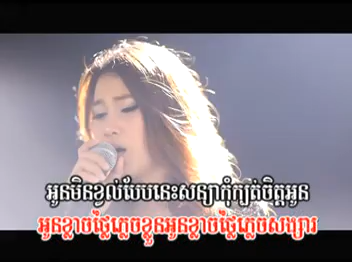 អូនមិនខ្វល់បែបនេះសន្យាកុំក្បត់ចិត្តអូន
អូនខ្លាចថ្ងៃភ្លេចខ្លួនអូនខ្លាចថ្ងៃភ្លេចសង្សារ